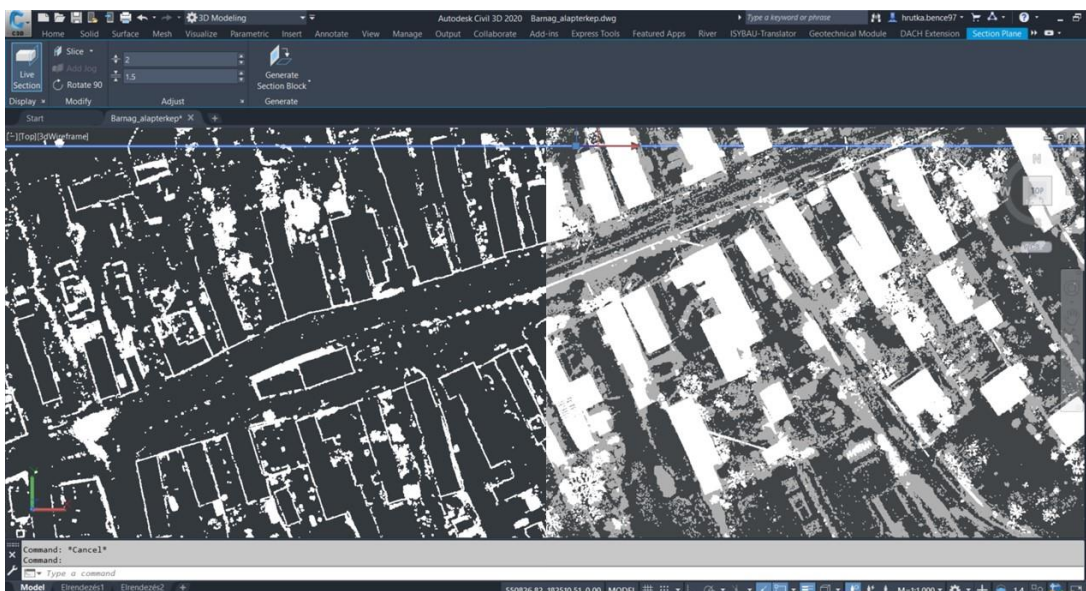 C3D 3D Modeling Autodesk Civil 3D 2020 Barnag_alapterkep.dwg Type a keyword or phrase hrutka.bence97
Home Solid Surface Mesh Visualize Parametric Insert Annotate View Manage Output Collaborate Add-ins Express Tools Featured Apps River ISYBAU-Translator Geotechnical Module DACH Extension Section Plane
Live Section
Slice
Add Jog
Rotate 90
2
1.5
Generate Section Block
Display Modify Adjust Generate
Start Barnag_alapterkep*
[-][Top][3dWireframe]
N
TOP
Command: *Cancel*
Command:
Type a command
Model Elrendezés1 Elrendezés2 MODEL M=1:1000